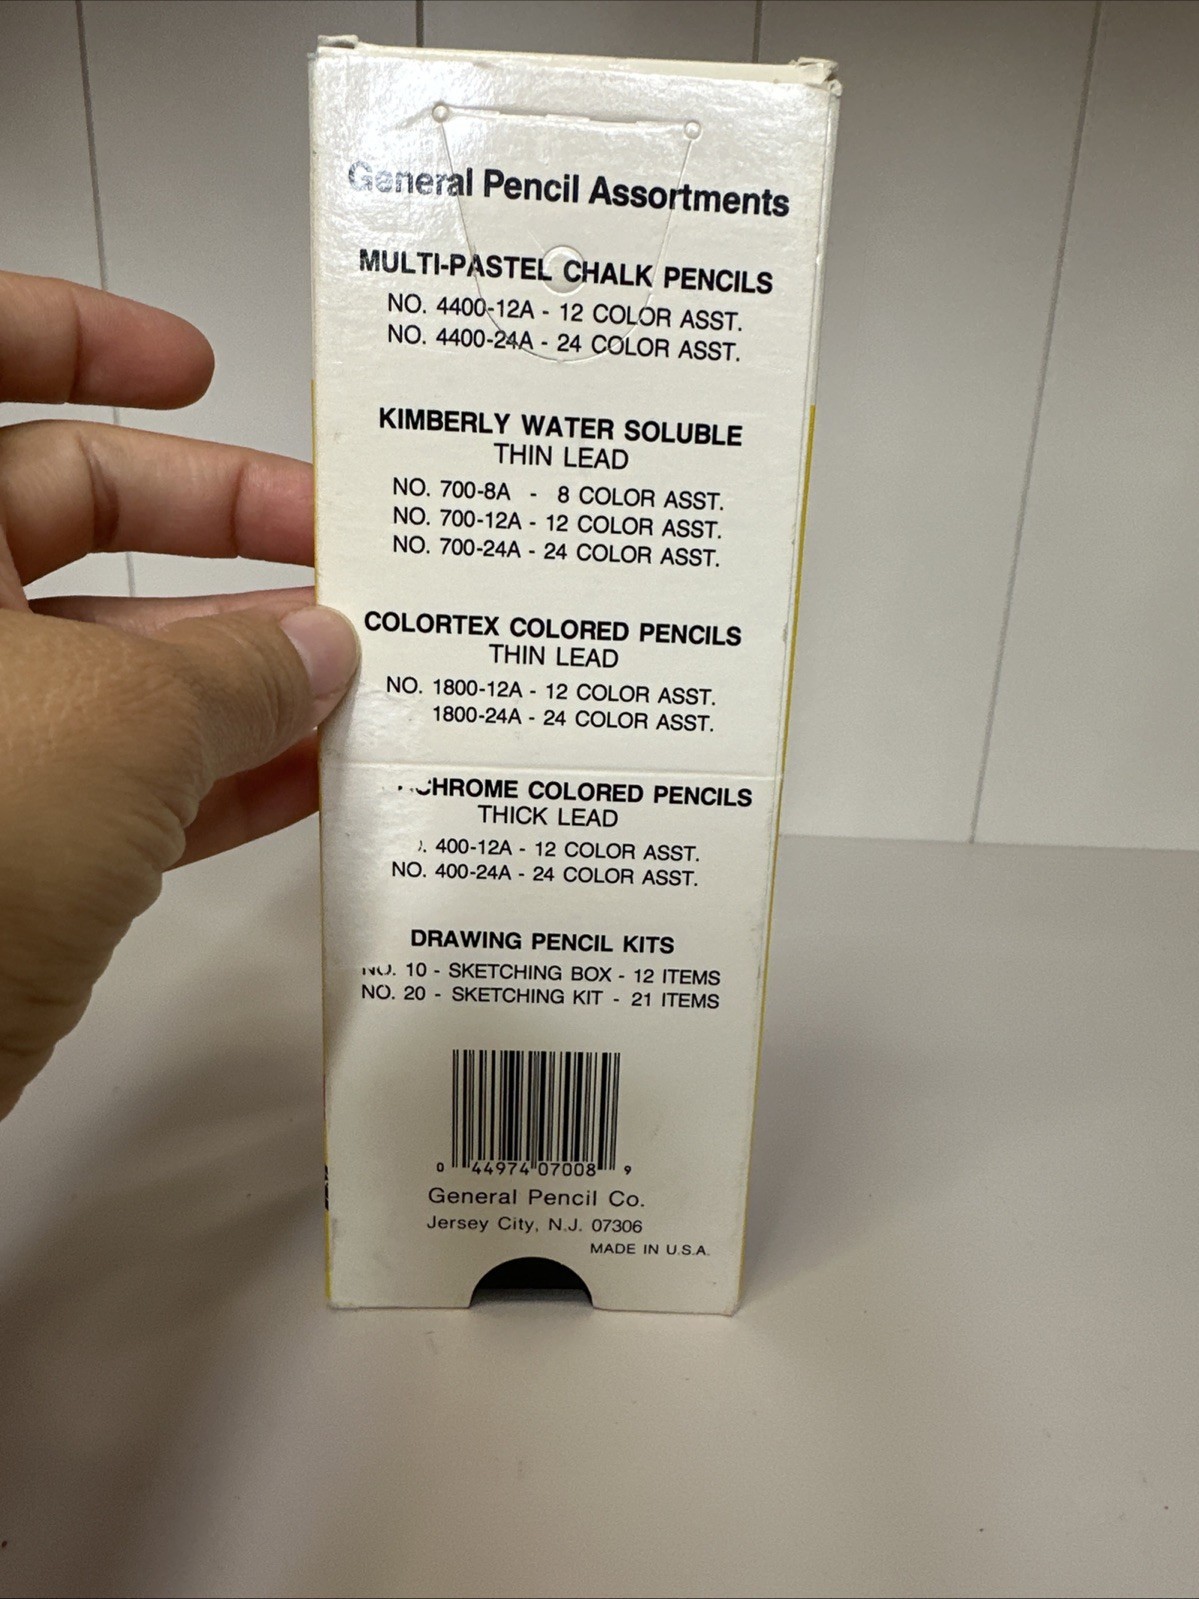 General Pencil Assortments
MULTI-PASTEL CHALK PENCILS
NO. 4400-12A - 12 COLOR ASST.
NO. 4400-24A - 24 COLOR ASST.
KIMBERLY WATER SOLUBLE
THIN LEAD
NO. 700-8A - 8 COLOR ASST.
NO. 700-12A - 12 COLOR ASST.
NO. 700-24A - 24 COLOR ASST.
COLORTEX COLORED PENCILS
THIN LEAD
NO. 1800-12A - 12 COLOR ASST.
1800-24A - 24 COLOR ASST.
COLORED PENCILS
THICK LEAD
400-12A - 12 COLOR ASST.
NO. 400-24A - 24 COLOR ASST.
DRAWING PENCIL KITS
NO. 10 - SKETCHING BOX - 12 ITEMS
NO. 20 - SKETCHING KIT - 21 ITEMS
0 44974 07008 9
General Pencil Co.
Jersey City, N.J. 07306
MADE IN U.S.A.